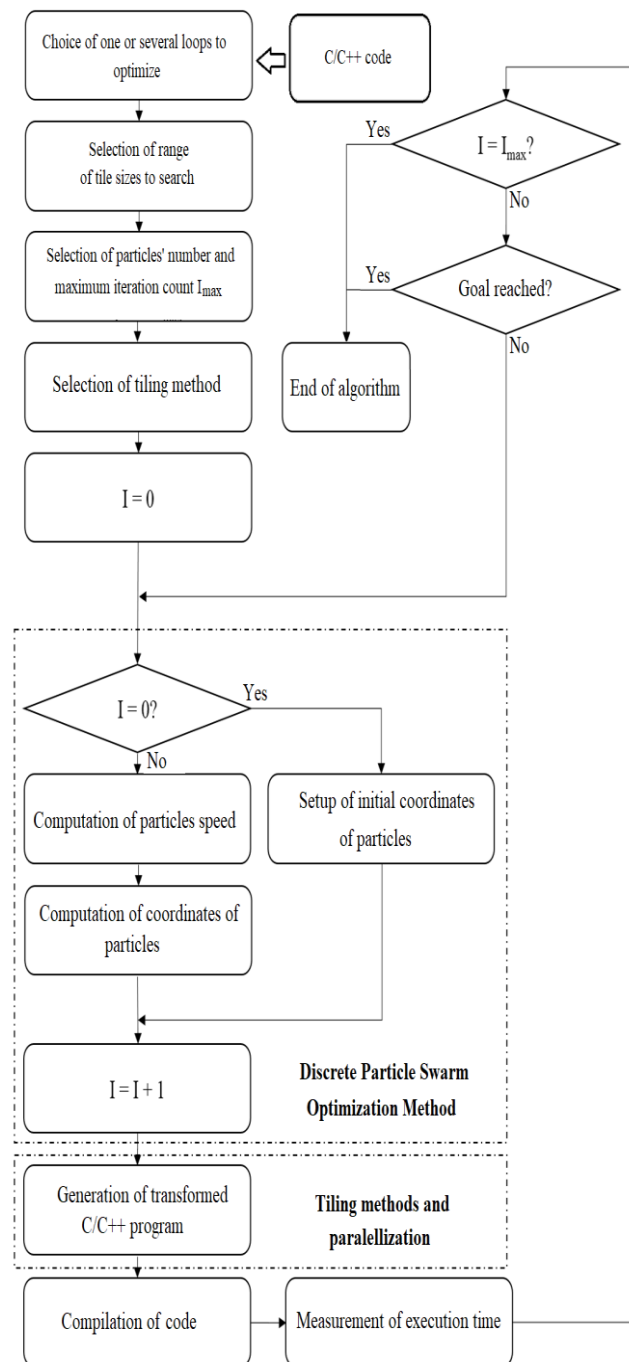 Choice of one or several loops to
optimize
C/C++ code
Selection of range
of tile sizes to search
Selection of particles' number and
maximum iteration count Imax
Selection of tiling method
I = 0
I = Imax?
Yes
No
Goal reached?
Yes
No
End of algorithm
I = 0?
Yes
No
Computation of particles speed
Setup of initial coordinates
of particles
Computation of coordinates of
particles
I = I + 1
Discrete Particle Swarm
Optimization Method
Generation of transformed
C/C++ program
Tiling methods and
paralellization
Compilation of code
Measurement of execution time